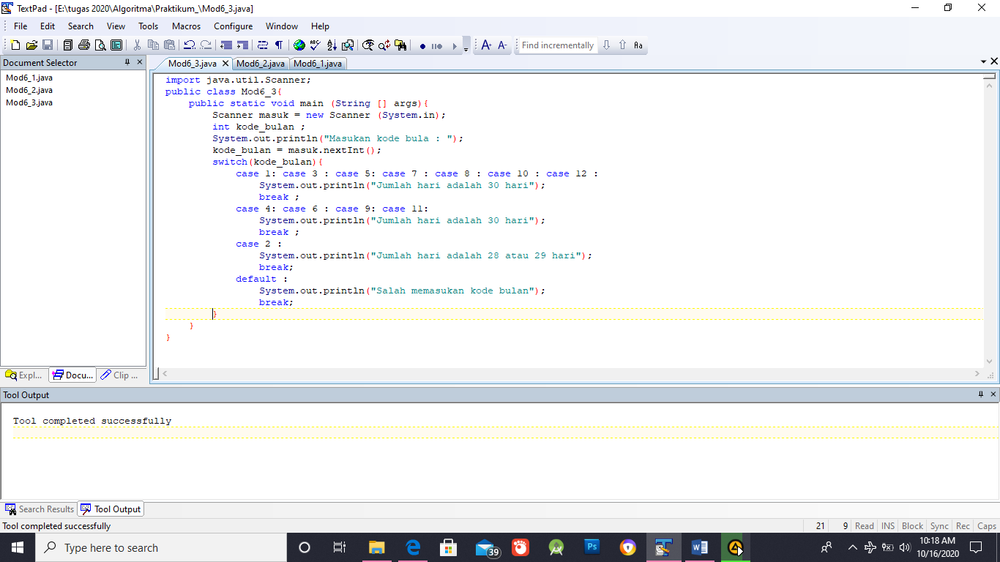 TextPad - [E:\tugas 2020\Algoritma\Praktikum_\Mod6_3.java]
File Edit Search View Tools Macros Configure Window Help
Find incrementally Aa
Document Selector
Mod6_1.java
Mod6_2.java
Mod6_3.java
Expl... Docu... Clip ...
Mod6_3.java Mod6_2.java Mod6_1.java
import java.util.Scanner;
public class Mod6_3{
public static void main (String [] args){
Scanner masuk = new Scanner (System.in);
int kode_bulan ;
System.out.println("Masukan kode bula : ");
kode_bulan = masuk.nextInt();
switch(kode_bulan){
case 1: case 3 : case 5: case 7 : case 8 : case 10 : case 12 :
System.out.println("Jumlah hari adalah 30 hari");
break ;
case 4: case 6 : case 9: case 11:
System.out.println("Jumlah hari adalah 30 hari");
break ;
case 2 :
System.out.println("Jumlah hari adalah 28 atau 29 hari");
break;
default :
System.out.println("Salah memasukan kode bulan");
break;
}
}
}
Tool Output
Tool completed successfully
Search Results Tool Output
Tool completed successfully 21 9 Read INS Block Sync Rec Caps
Type here to search
39
Ps
10:18 AM
10/16/2020